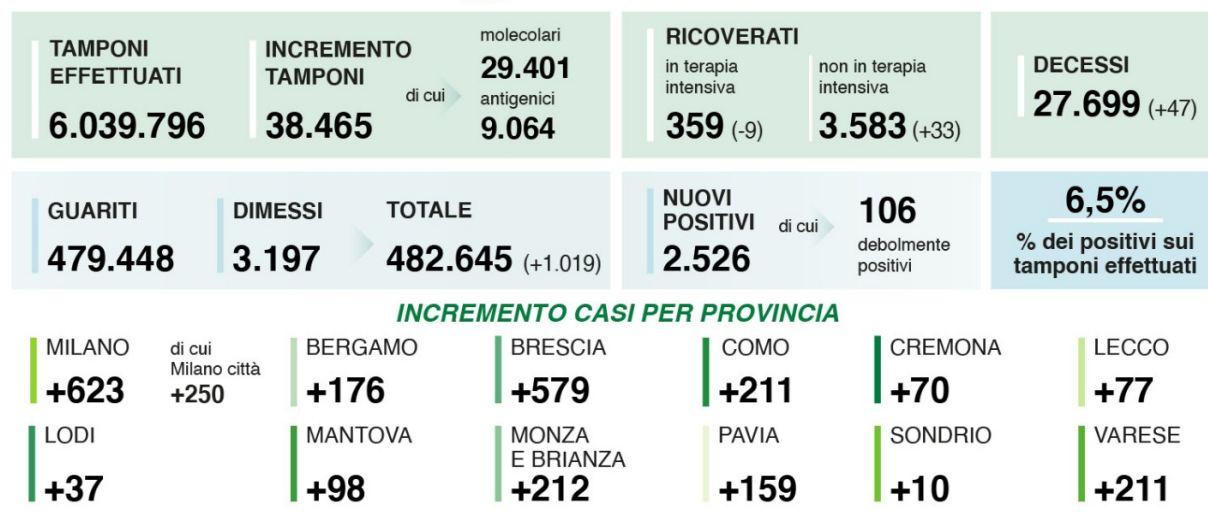 TAMPONI
EFFETTUATI
6.039.796
INCREMENTO
TAMPONI
38.465
di cui
molecolari
29.401
antigenici
9.064
RICOVERATI
in terapia
intensiva
359 (-9)
non in terapia
intensiva
3.583 (+33)
DECESSI
27.699 (+47)
GUARITI
479.448
DIMESSI
3.197
TOTALE
482.645 (+1.019)
NUOVI
POSITIVI
2.526
di cui
106
debolmente
positivi
6,5%
% dei positivi sui
tamponi effettuati
INCREMENTO CASI PER PROVINCIA
MILANO
+623
di cui
Milano città
+250
BERGAMO
+176
BRESCIA
+579
COMO
+211
CREMONA
+70
LECCO
+77
LODI
+37
MANTOVA
+98
MONZA
E BRIANZA
+212
PAVIA
+159
SONDRIO
+10
VARESE
+211